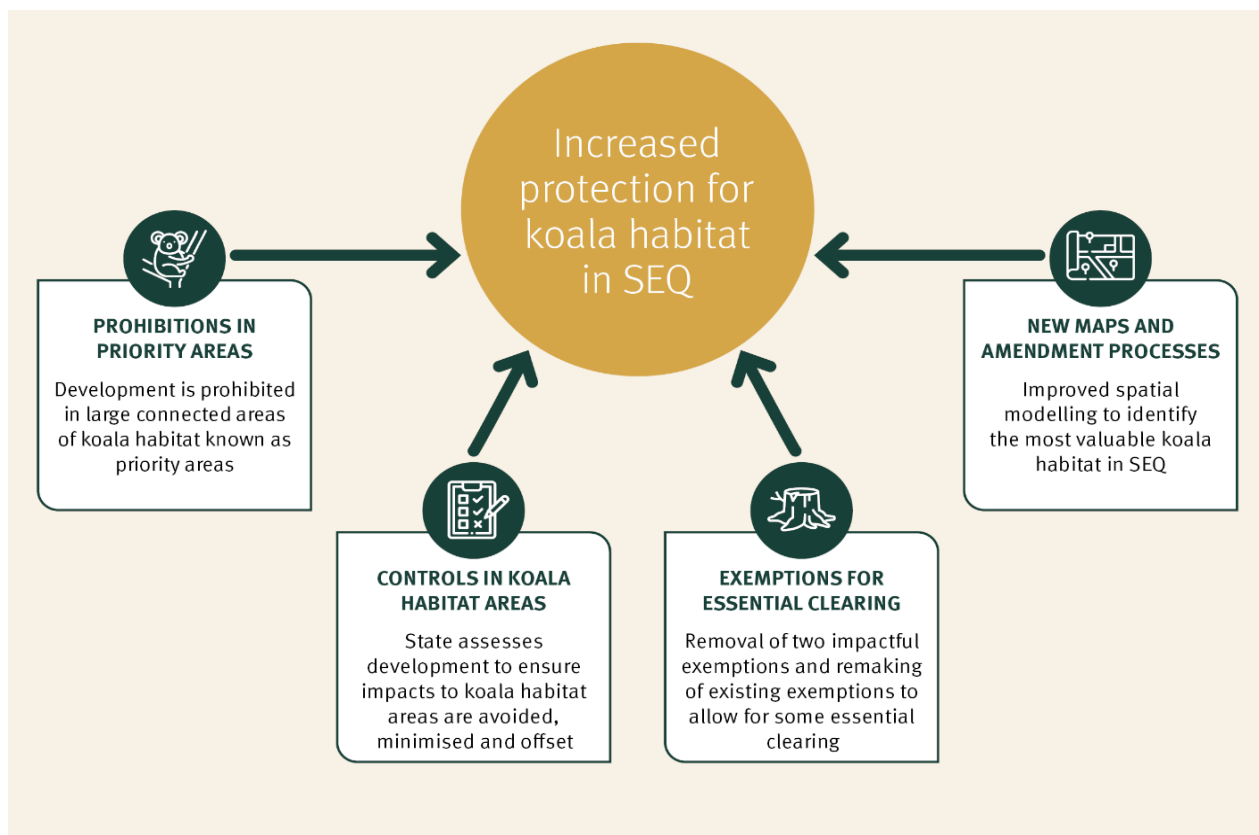 Increased
protection for
koala habitat
in SEQ
PROHIBITIONS IN
PRIORITY AREAS
Development is prohibited
in large connected areas
of koala habitat known as
priority areas
CONTROLS IN KOALA
HABITAT AREAS
State assesses
development to ensure
impacts to koala habitat
areas are avoided,
minimised and offset
EXEMPTIONS FOR
ESSENTIAL CLEARING
Removal of two impactful
exemptions and remaking
of existing exemptions to
allow for some essential
clearing
NEW MAPS AND
AMENDMENT PROCESSES
Improved spatial
modelling to identify
the most valuable koala
habitat in SEQ